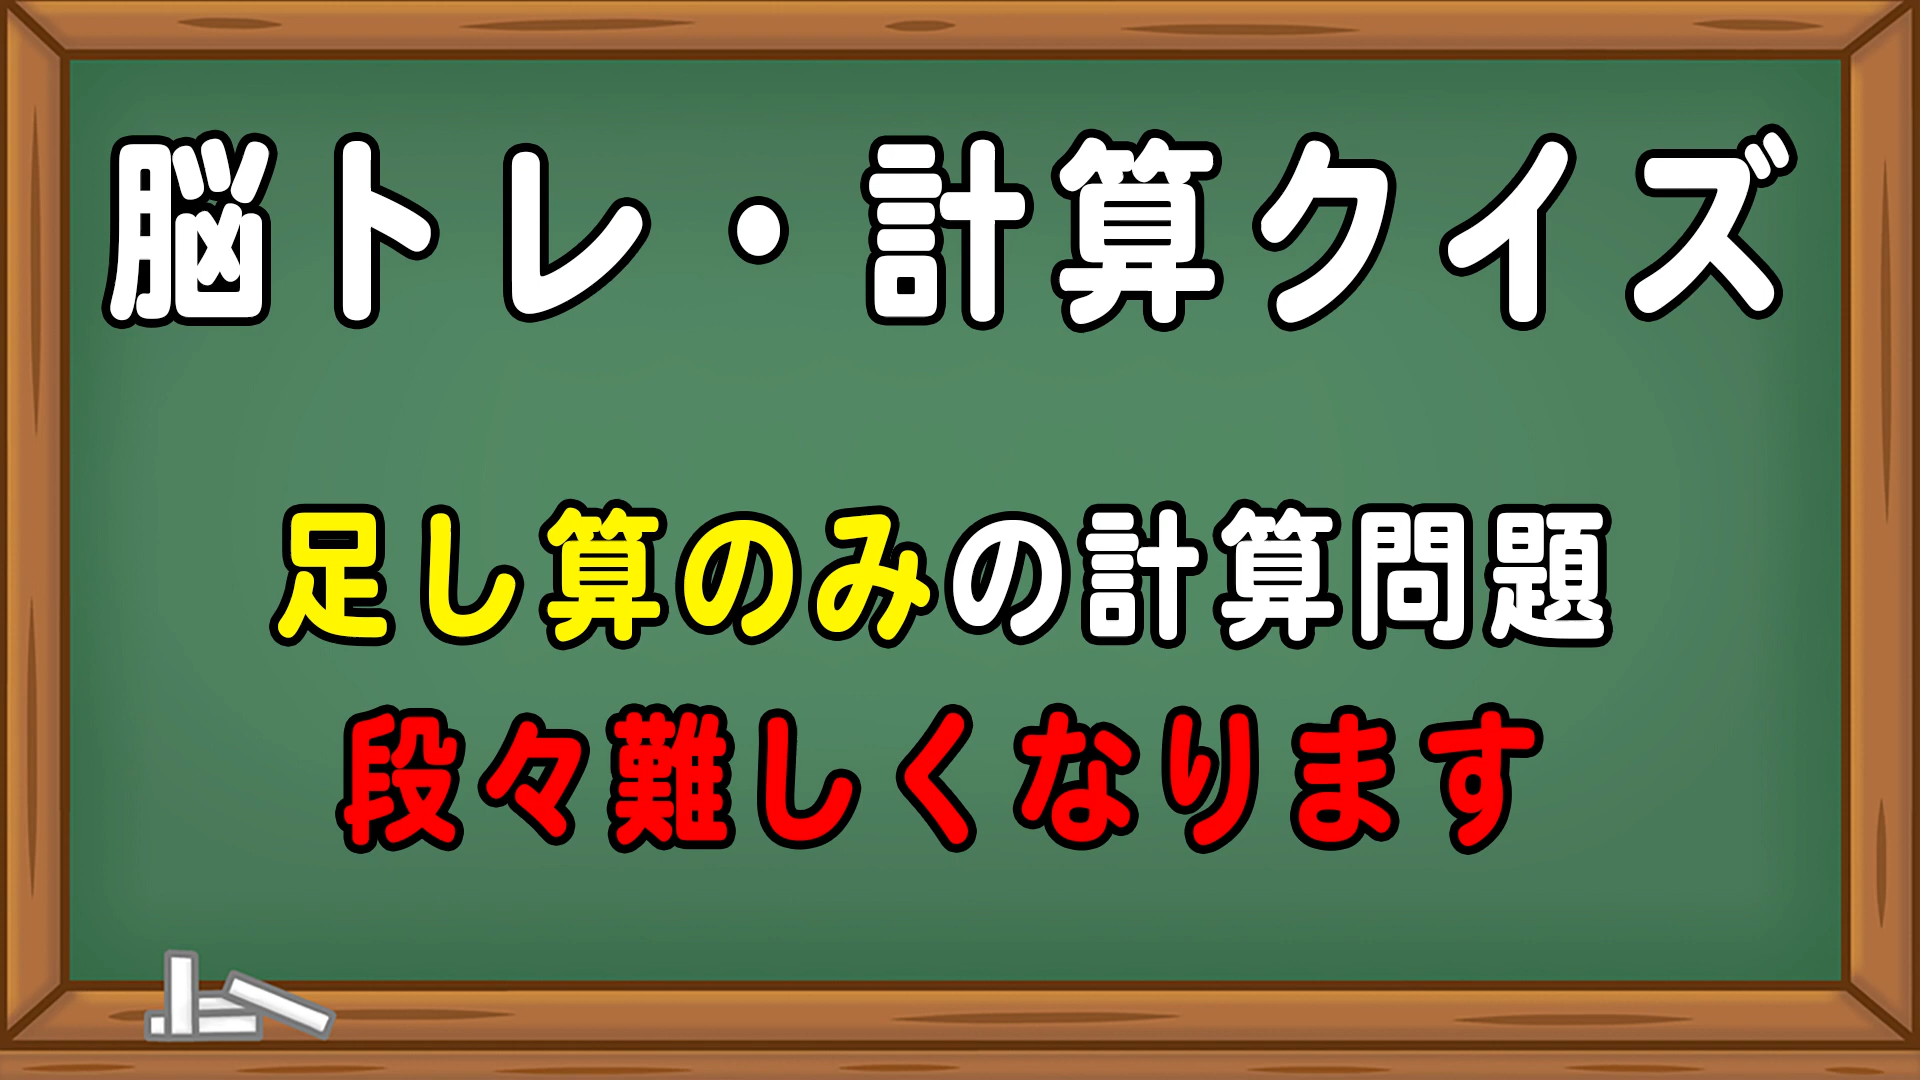 脳トレ・計算クイズ
足し算のみの計算問題
段々難しくなります